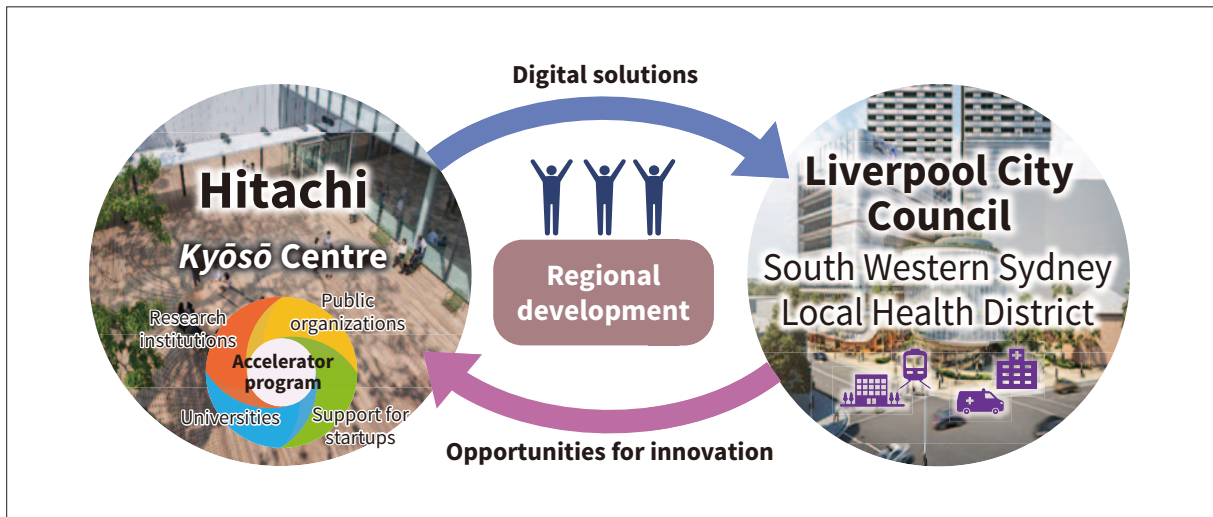 Digital solutions
Hitachi
Kyōsō Centre
Research
institutions
Public
organizations
Accelerator
program
Universities
Support for
startups
Regional
development
Liverpool City
Council
South Western Sydney
Local Health District
Opportunities for innovation